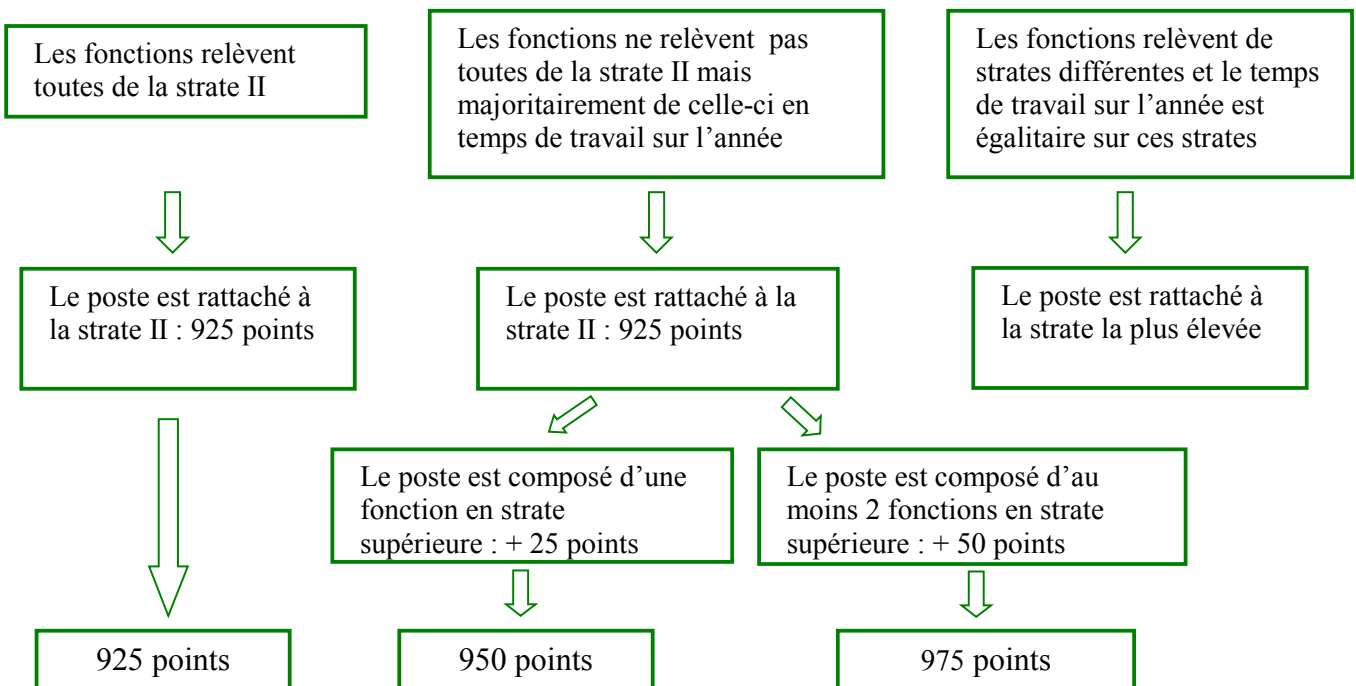 Les fonctions relèvent
toutes de la strate II
Les fonctions ne relèvent pas
toutes de la strate II mais
majoritairement de celle-ci en
temps de travail sur l’année
Les fonctions relèvent de
strates différentes et le temps
de travail sur l’année est
égalitaire sur ces strates
Le poste est rattaché à
la strate II : 925 points
Le poste est rattaché à la
strate II : 925 points
Le poste est rattaché à
la strate la plus élevée
Le poste est composé d’une
fonction en strate
supérieure : + 25 points
Le poste est composé d’au
moins 2 fonctions en strate
supérieure : + 50 points
925 points
950 points
975 points